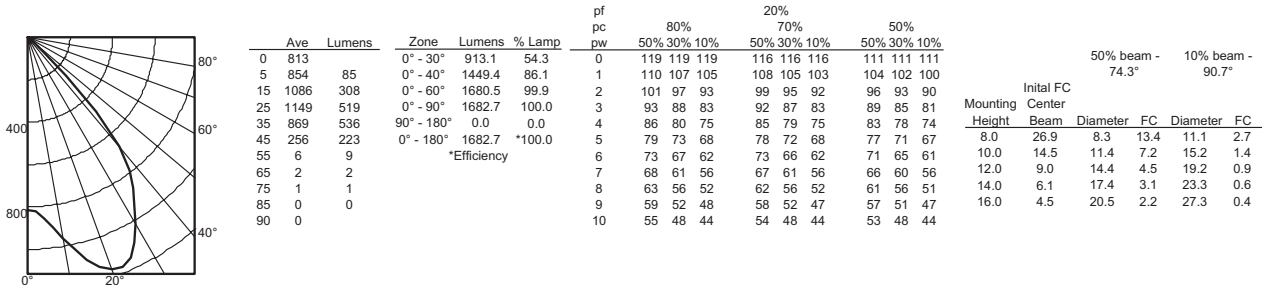 80°
60°
40°
400
800
0° 20°
Ave Lumens
0 813
5 854 85
15 1086 308
25 1149 519
35 869 536
45 256 223
55 6 9
65 2 2
75 1 1
85 0 0
90 0
Zone Lumens % Lamp
0° - 30° 913.1 54.3
0° - 40° 1449.4 86.1
0° - 60° 1680.5 99.9
0° - 90° 1682.7 100.0
90° - 180° 0.0 0.0
0° - 180° 1682.7 *100.0
*Efficiency
pf 20%
pc 80% 70% 50%
pw 50% 30% 10% 50% 30% 10% 50% 30% 10%
0 119 119 119 116 116 116 111 111 111
1 110 107 105 108 105 103 104 102 100
2 101 97 93 99 95 92 96 93 90
3 93 88 83 92 87 83 89 85 81
4 86 80 75 85 79 75 83 78 74
5 79 73 68 78 72 68 77 71 67
6 73 67 62 73 66 62 71 65 61
7 68 61 56 67 61 56 66 60 56
8 63 56 52 62 56 52 61 56 51
9 59 52 48 58 52 47 57 51 47
10 55 48 44 54 48 44 53 48 44
50% beam - 10% beam -
74.3° 90.7°
Inital FC
Mounting Center
Height Beam Diameter FC Diameter FC
8.0 26.9 8.3 13.4 11.1 2.7
10.0 14.5 11.4 7.2 15.2 1.4
12.0 9.0 14.4 4.5 19.2 0.9
14.0 6.1 17.4 3.1 23.3 0.6
16.0 4.5 20.5 2.2 27.3 0.4